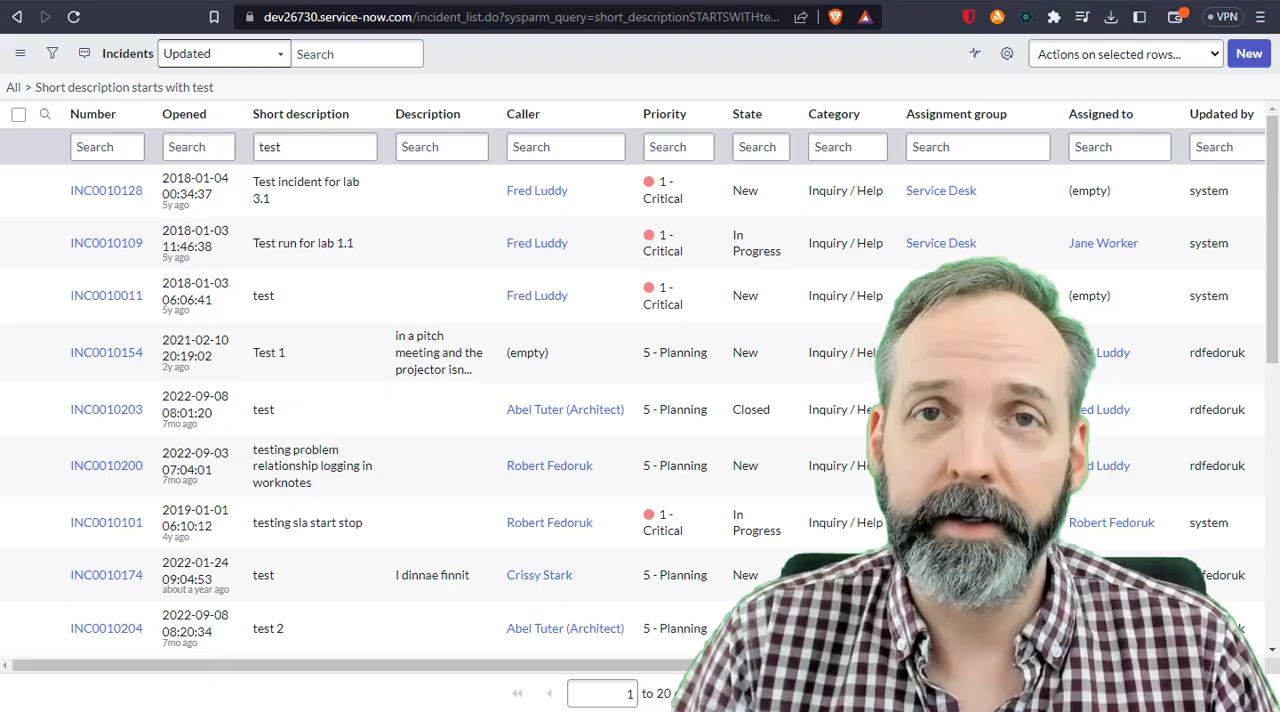 dev26730.service-now.com/incident_list.do?sysparm_query=short_descriptionSTARTSWITHte...
VPN
Incidents
Updated
Search
Actions on selected rows...
New
All > Short description starts with test
Number Opened Short description Description Caller Priority State Category Assignment group Assigned to Updated by
Search Search test Search Search Search Search Search Search Search Search
INC0010128 2018-01-04 00:34:37 5y ago Test incident for lab 3.1 Fred Luddy 1 - Critical New Inquiry / Help Service Desk (empty) system
INC0010109 2018-01-03 11:46:38 5y ago Test run for lab 1.1 Fred Luddy 1 - Critical In Progress Inquiry / Help Service Desk Jane Worker system
INC0010011 2018-01-03 06:06:41 5y ago test Fred Luddy 1 - Critical New Inquiry / Help (empty) system
INC0010154 2021-02-10 20:19:02 2y ago Test 1 in a pitch meeting and the projector isn... (empty) 5 - Planning New Inquiry / Help Luddy rdfedoruk
INC0010203 2022-09-08 08:01:20 7mo ago test Abel Tuter (Architect) 5 - Planning Closed Inquiry / Help Luddy rdfedoruk
INC0010200 2022-09-03 07:04:01 7mo ago testing problem relationship logging in worknotes Robert Fedoruk 5 - Planning New Inquiry / Help Luddy rdfedoruk
INC0010101 2019-01-01 06:10:12 4y ago testing sla start stop Robert Fedoruk 1 - Critical In Progress Inquiry / Help Robert Fedoruk system
INC0010174 2022-01-24 09:04:53 about a year ago test I dinnae finnit Crissy Stark 5 - Planning New fedoruk
INC0010204 2022-09-08 08:20:34 7mo ago test 2 Abel Tuter (Architect) 5 - Planning
1 to 20